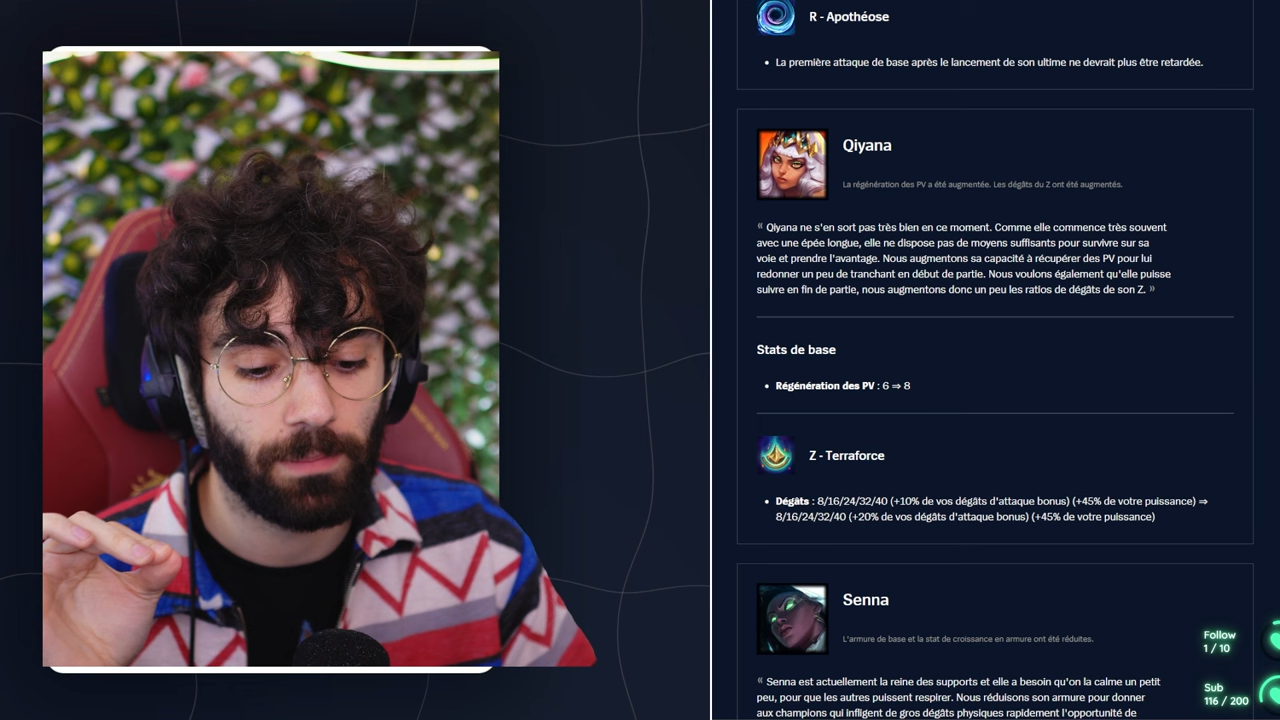 R - Apothéose
• La première attaque de base après le lancement de son ultime ne devrait plus être retardée.
Qiyana
La régénération des PV a été augmentée. Les dégâts du Z ont été augmentés.
« Qiyana ne s'en sort pas très bien en ce moment. Comme elle commence très souvent
avec une épée longue, elle ne dispose pas de moyens suffisants pour survivre sur sa
voie et prendre l'avantage. Nous augmentons sa capacité à récupérer des PV pour lui
redonner un peu de tranchant en début de partie. Nous voulons également qu'elle puisse
suivre en fin de partie, nous augmentons donc un peu les ratios de dégâts de son Z. »
Stats de base
• Régénération des PV : 6 ⇒ 8
Z - Terraforce
• Dégâts : 8/16/24/32/40 (+10% de vos dégâts d'attaque bonus) (+45% de votre puissance) ⇒
8/16/24/32/40 (+20% de vos dégâts d'attaque bonus) (+45% de votre puissance)
Senna
L'armure de base et la stat de croissance en armure ont été réduites.
« Senna est actuellement la reine des supports et elle a besoin qu'on la calme un petit
peu, pour que les autres puissent respirer. Nous réduisons son armure pour donner
aux champions qui infligent de gros dégâts physiques rapidement l'opportunité de
Follow
1 / 10
Sub
116 / 200